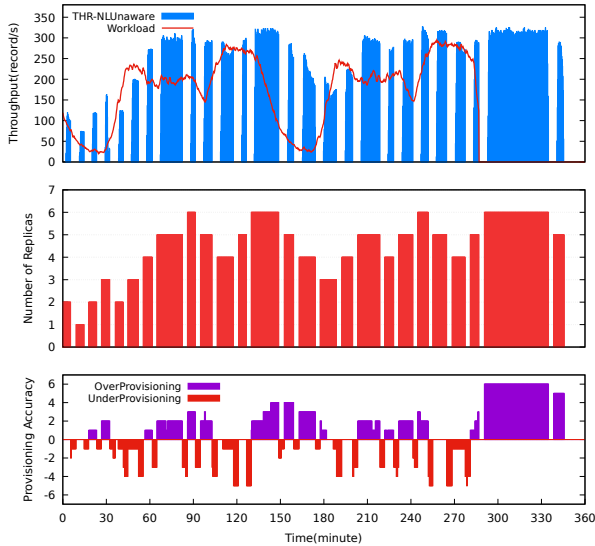 THR-NLUnaware
Workload
Throughput(record/s)
350
300
250
200
150
100
50
0
Number of Replicas
7
6
5
4
3
2
1
0
OverProvisioning
UnderProvisioning
Provisioning Accuracy
6
4
2
0
-2
-4
-6
0 30 60 90 120 150 180 210 240 270 300 330 360
Time(minute)